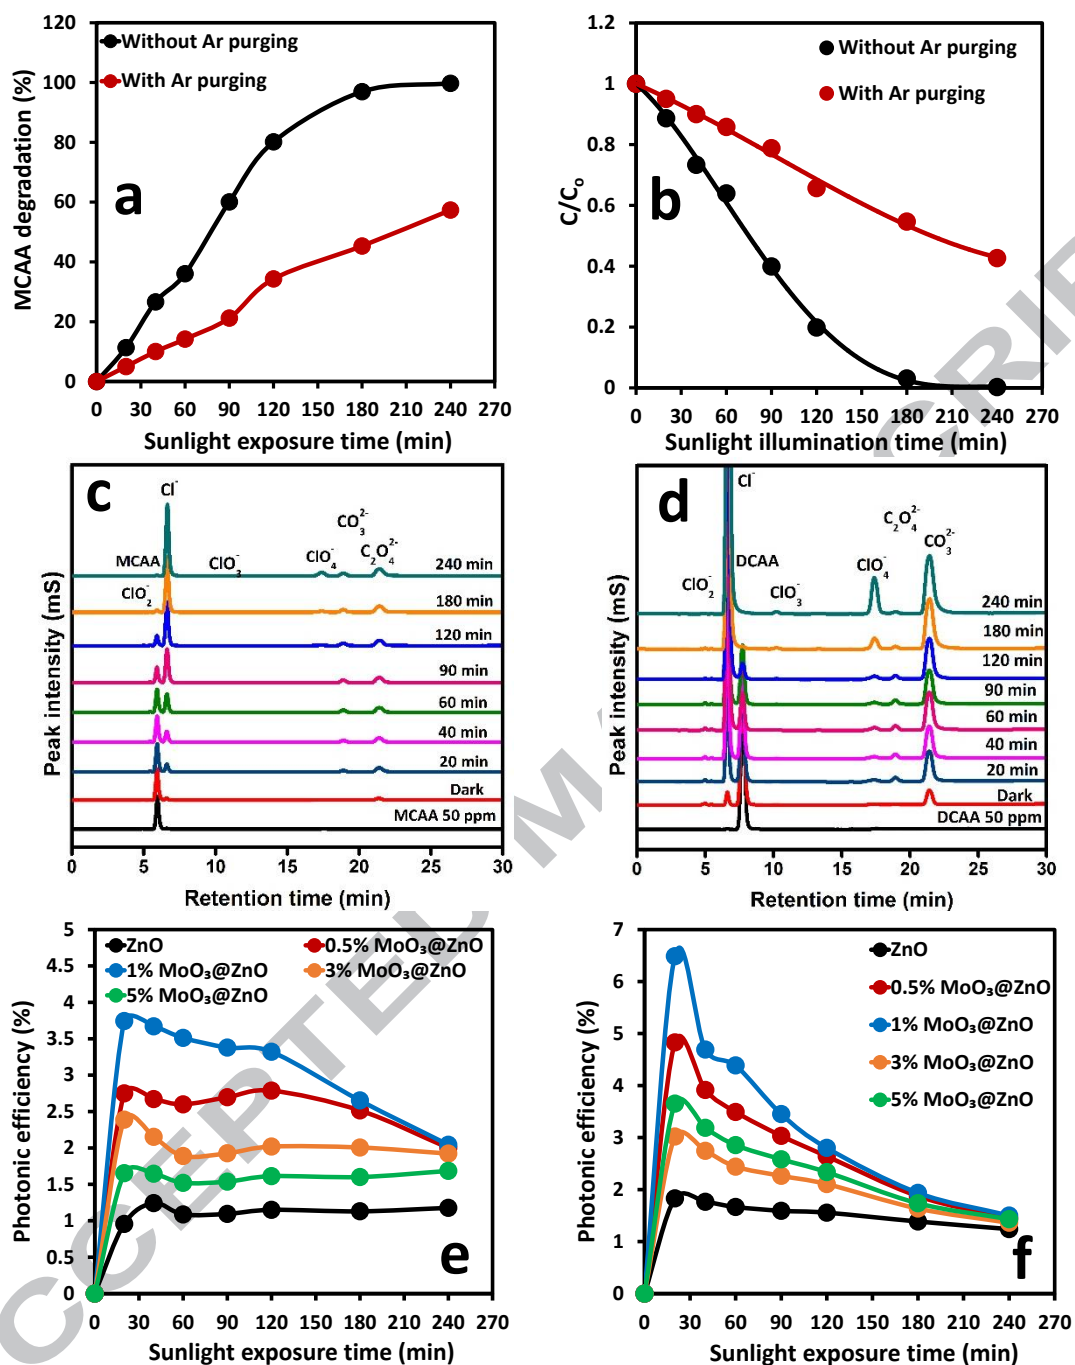 120
100
80
60
40
20
0
MCAA degradation (%)
Without Ar purging
With Ar purging
a
0 30 60 90 120 150 180 210 240 270
Sunlight exposure time (min)
1.2
1
0.8
0.6
0.4
0.2
0
C/Cₒ
Without Ar purging
With Ar purging
b
0 30 60 90 120 150 180 210 240 270
Sunlight illumination time (min)
c
Cl⁻
MCAA
ClO₂⁻
ClO₃⁻
ClO₄⁻
CO₃²⁻
C₂O₄²⁻
240 min
180 min
120 min
90 min
60 min
40 min
20 min
Dark
MCAA 50 ppm
Peak intensity (mS)
0 5 10 15 20 25 30
Retention time (min)
d
Cl⁻
DCAA
ClO₂⁻
ClO₃⁻
ClO₄⁻
C₂O₄²⁻
CO₃²⁻
240 min
180 min
120 min
90 min
60 min
40 min
20 min
Dark
DCAA 50 ppm
Peak intensity (mS)
0 5 10 15 20 25 30
Retention time (min)
5
4.5
4
3.5
3
2.5
2
1.5
1
0.5
0
Photonic efficiency (%)
ZnO
0.5% MoO₃@ZnO
1% MoO₃@ZnO
3% MoO₃@ZnO
5% MoO₃@ZnO
e
0 30 60 90 120 150 180 210 240 270
Sunlight exposure time (min)
7
6
5
4
3
2
1
0
Photonic efficiency (%)
ZnO
0.5% MoO₃@ZnO
1% MoO₃@ZnO
3% MoO₃@ZnO
5% MoO₃@ZnO
f
0 30 60 90 120 150 180 210 240 270
Sunlight exposure time (min)